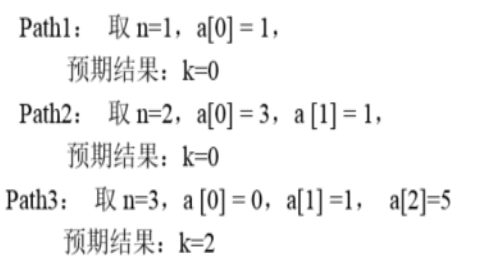 Path1： 取 n=1，a[0] = 1，
预期结果：k=0
Path2： 取 n=2，a[0] = 3，a [1] = 1，
预期结果：k=0
Path3： 取 n=3，a [0] = 0，a[1] =1， a[2]=5
预期结果：k=2